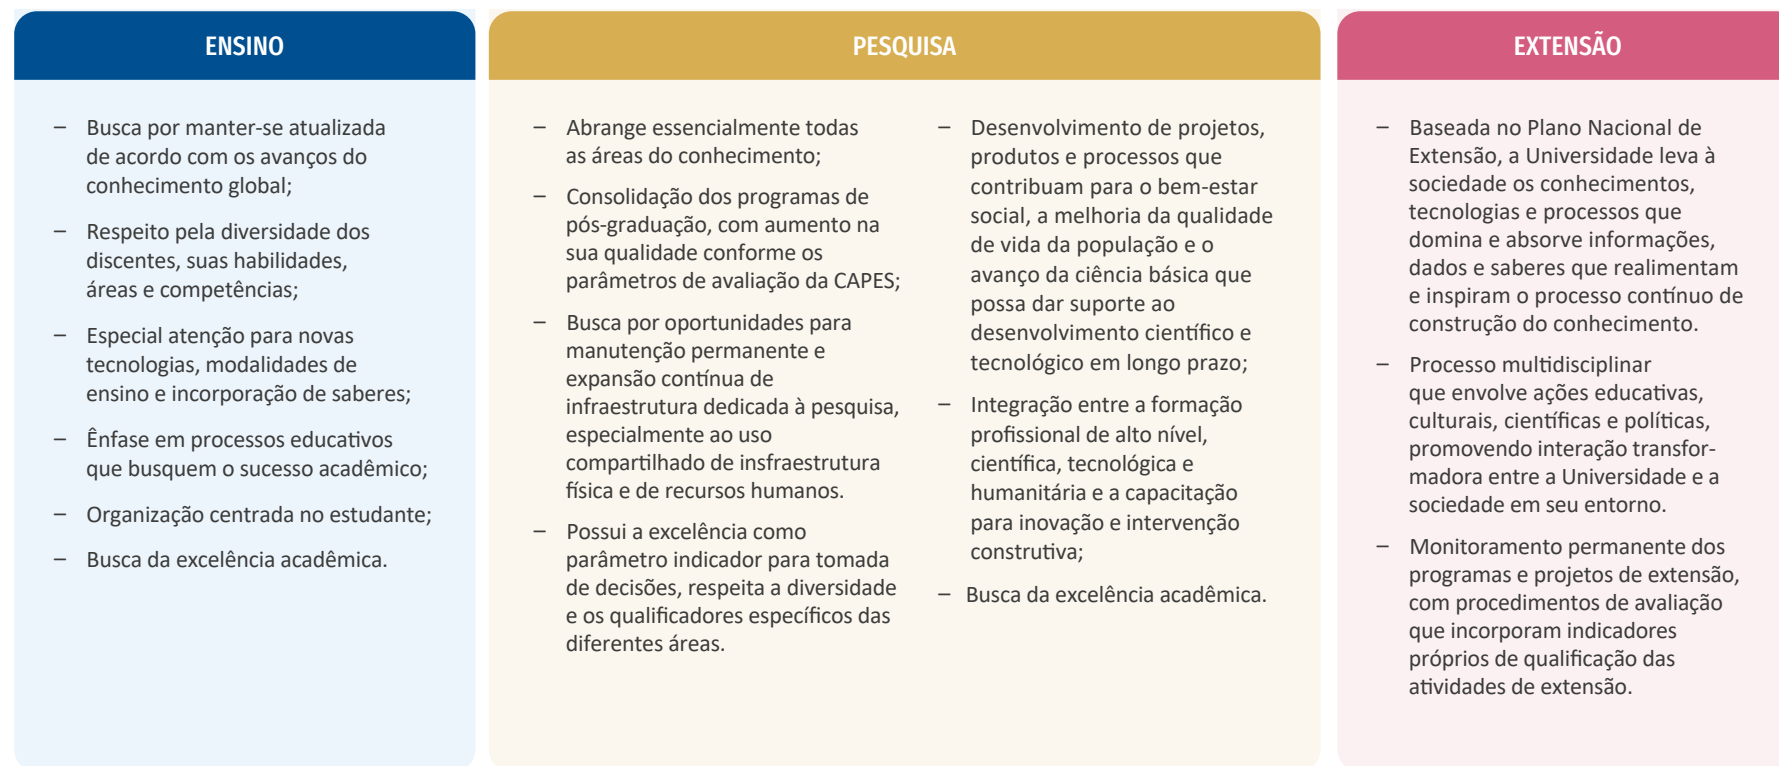 ENSINO
– Busca por manter-se atualizada
de acordo com os avanços do
conhecimento global;
– Respeito pela diversidade dos
discentes, suas habilidades,
áreas e competências;
– Especial atenção para novas
tecnologias, modalidades de
ensino e incorporação de saberes;
– Ênfase em processos educativos
que busquem o sucesso acadêmico;
– Organização centrada no estudante;
– Busca da excelência acadêmica.
PESQUISA
– Abrange essencialmente todas
as áreas do conhecimento;
– Consolidação dos programas de
pós-graduação, com aumento na
sua qualidade conforme os
parâmetros de avaliação da CAPES;
– Busca por oportunidades para
manutenção permanente e
expansão contínua de
infraestrutura dedicada à pesquisa,
especialmente ao uso
compartilhado de insfraestrutura
física e de recursos humanos.
– Possui a excelência como
parâmetro indicador para tomada
de decisões, respeita a diversidade
e os qualificadores específicos das
diferentes áreas.
– Desenvolvimento de projetos,
produtos e processos que
contribuam para o bem-estar
social, a melhoria da qualidade
de vida da população e o
avanço da ciência básica que
possa dar suporte ao
desenvolvimento científico e
tecnológico em longo prazo;
– Integração entre a formação
profissional de alto nível,
científica, tecnológica e
humanitária e a capacitação
para inovação e intervenção
construtiva;
– Busca da excelência acadêmica.
EXTENSÃO
– Baseada no Plano Nacional de
Extensão, a Universidade leva à
sociedade os conhecimentos,
tecnologias e processos que
domina e absorve informações,
dados e saberes que realimentam
e inspiram o processo contínuo de
construção do conhecimento.
– Processo multidisciplinar
que envolve ações educativas,
culturais, científicas e políticas,
promovendo interação transfor-
madora entre a Universidade e a
sociedade em seu entorno.
– Monitoramento permanente dos
programas e projetos de extensão,
com procedimentos de avaliação
que incorporam indicadores
próprios de qualificação das
atividades de extensão.